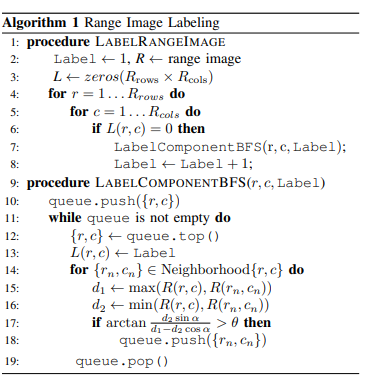 Algorithm 1 Range Image Labeling
1: procedure LABELRANGEIMAGE
2: Label ← 1, R ← range image
3: L ← zeros(R_rows × R_cols)
4: for r = 1 … R_rows do
5: for c = 1 … R_cols do
6: if L(r, c) = 0 then
7: LabelComponentBFS(r, c, Label);
8: Label ← Label + 1;
9: procedure LABELCOMPONENTBFS(r, c, Label)
10: queue.push({r, c})
11: while queue is not empty do
12: {r, c} ← queue.top()
13: L(r, c) ← Label
14: for {r_n, c_n} ∈ Neighborhood{r, c} do
15: d_1 ← max(R(r, c), R(r_n, c_n))
16: d_2 ← min(R(r, c), R(r_n, c_n))
17: if arctan \frac{d_2 sin α}{d_1−d_2 cos α} > θ then
18: queue.push({r_n, c_n})
19: queue.pop()